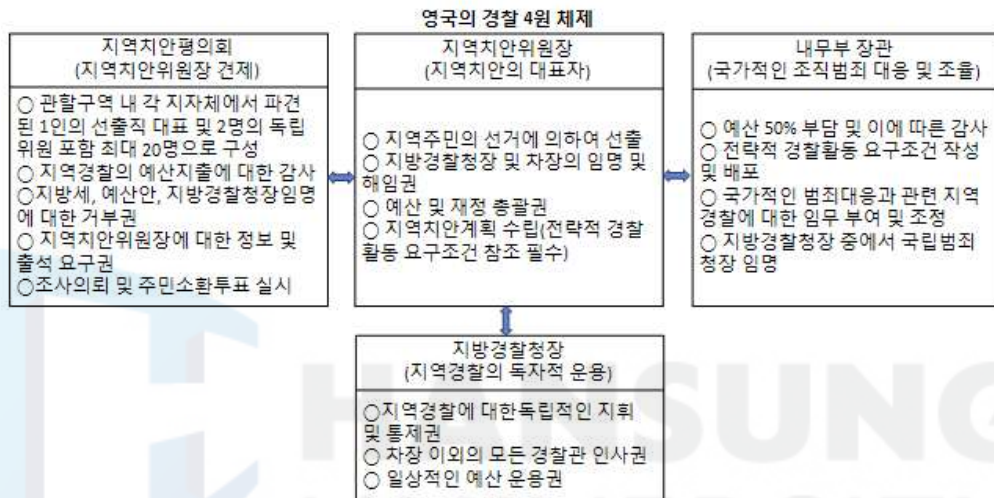 영국의 경찰 4원 체제
지역치안평의회
(지역치안위원장 견제)
○ 관할구역 내 각 지자체에서 파견
된 1인의 선출직 대표 및 2명의 독립
위원 포함 최대 20명으로 구성
○ 지역경찰의 예산지출에 대한 감사
○지방세, 예산안, 지방경찰청장임명
에 대한 거부권
○ 지역치안위원장에 대한 정보 및
출석 요구권
○조사의뢰 및 주민소환투표 실시
지역치안위원장
(지역치안의 대표자)
○ 지역주민의 선거에 의하여 선출
○ 지방경찰청장 및 차장의 임명 및
해임권
○ 예산 및 재정 총괄권
○ 지역치안계획 수립(전략적 경찰
활동 요구조건 참조 필수)
내무부 장관
(국가적인 조직범죄 대응 및 조율)
○ 예산 50% 부담 및 이에 따른 감사
○ 전략적 경찰활동 요구조건 작성
및 배포
○ 국가적인 범죄대응과 관련 지역
경찰에 대한 임무 부여 및 조정
○ 지방경찰청장 중에서 국립범죄
청장 임명
지방경찰청장
(지역경찰의 독자적 운용)
○지역경찰에 대한독립적인 지휘
및 통제권
○ 차장 이외의 모든 경찰관 인사권
○ 일상적인 예산 운용권
HANSUNG